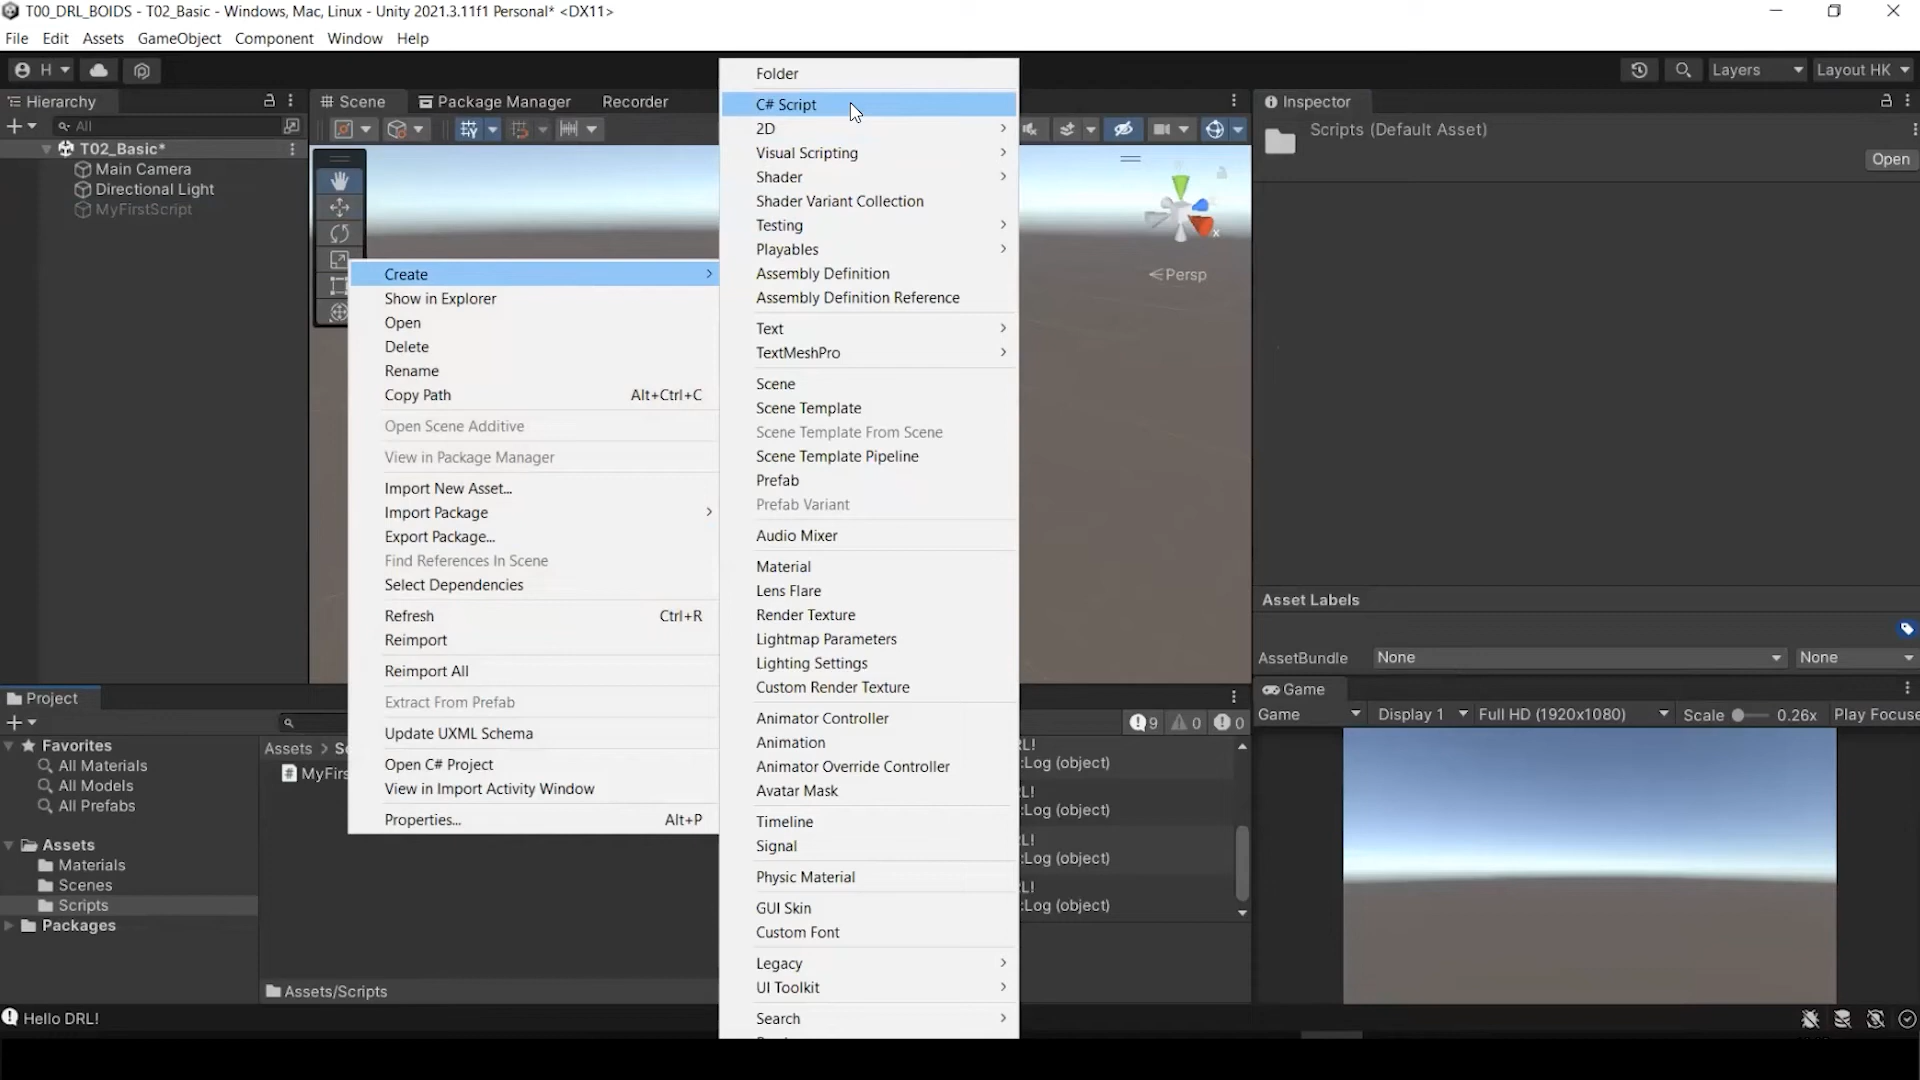 T00_DRL_BOIDS - T02_Basic - Windows, Mac, Linux - Unity 2021.3.11f1 Personal* <DX11>
File Edit Assets GameObject Component Window Help
H
Layers
Layout HK
Hierarchy
All
T02_Basic*
Main Camera
Directional Light
MyFirstScript
Scene
Package Manager
Recorder
Persp
Create
Show in Explorer
Open
Delete
Rename
Copy Path Alt+Ctrl+C
Open Scene Additive
View in Package Manager
Import New Asset...
Import Package
Export Package...
Find References In Scene
Select Dependencies
Refresh Ctrl+R
Reimport
Reimport All
Extract From Prefab
Update UXML Schema
Open C# Project
View in Import Activity Window
Properties... Alt+P
Folder
C# Script
2D
Visual Scripting
Shader
Shader Variant Collection
Testing
Playables
Assembly Definition
Assembly Definition Reference
Text
TextMeshPro
Scene
Scene Template
Scene Template From Scene
Scene Template Pipeline
Prefab
Prefab Variant
Audio Mixer
Material
Lens Flare
Render Texture
Lightmap Parameters
Lighting Settings
Custom Render Texture
Animator Controller
Animation
Animator Override Controller
Avatar Mask
Timeline
Signal
Physic Material
GUI Skin
Custom Font
Legacy
UI Toolkit
Search
Inspector
Scripts (Default Asset)
Open
Asset Labels
AssetBundle None None
Game
Game Display 1 Full HD (1920x1080) Scale 0.26x Play Focuse
Project
Favorites
All Materials
All Models
All Prefabs
Assets
Materials
Scenes
Scripts
Packages
Assets > Sc
MyFirs
Assets/Scripts
9 0 0
L!
:Log (object)
L!
:Log (object)
L!
:Log (object)
L!
:Log (object)
Hello DRL!